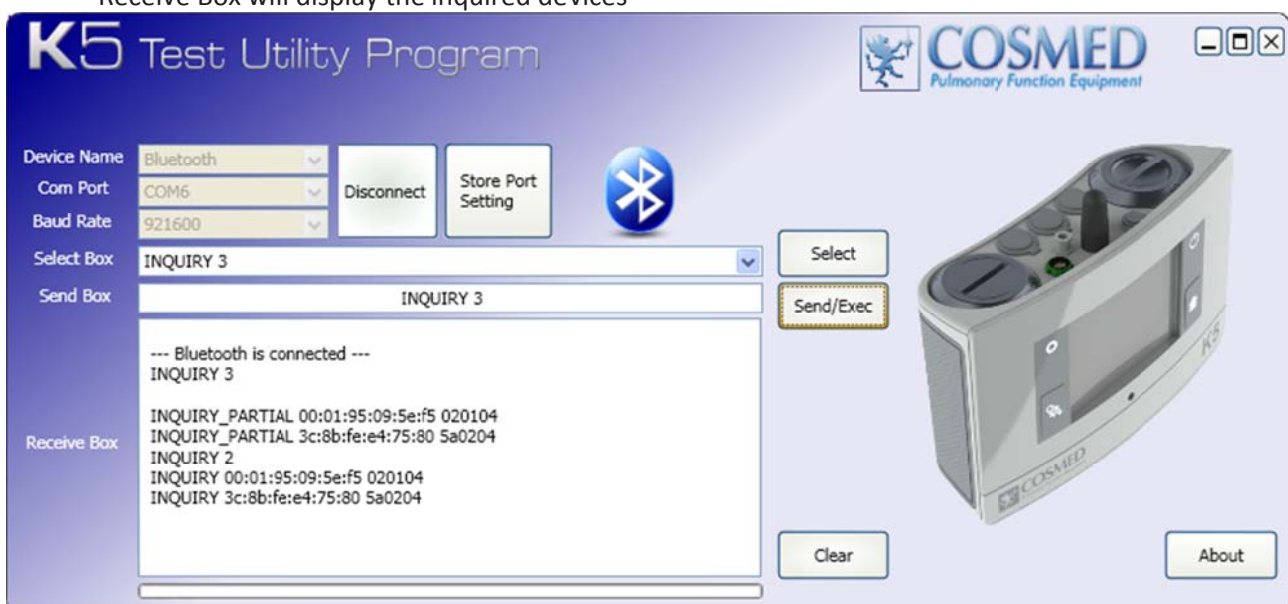 Receive Box will display the inquired devices
K5 Test Utility Program
COSMED
Pulmonary Function Equipment
Device Name
Bluetooth
Com Port
COM6
Baud Rate
921600
Disconnect
Store Port
Setting
Select Box
INQUIRY 3
Select
Send Box
INQUIRY 3
Send/Exec
Receive Box
--- Bluetooth is connected ---
INQUIRY 3
INQUIRY_PARTIAL 00:01:95:09:5e:f5 020104
INQUIRY_PARTIAL 3c:8b:fe:e4:75:80 5a0204
INQUIRY 2
INQUIRY 00:01:95:09:5e:f5 020104
INQUIRY 3c:8b:fe:e4:75:80 5a0204
Clear
About
K5
COSMED